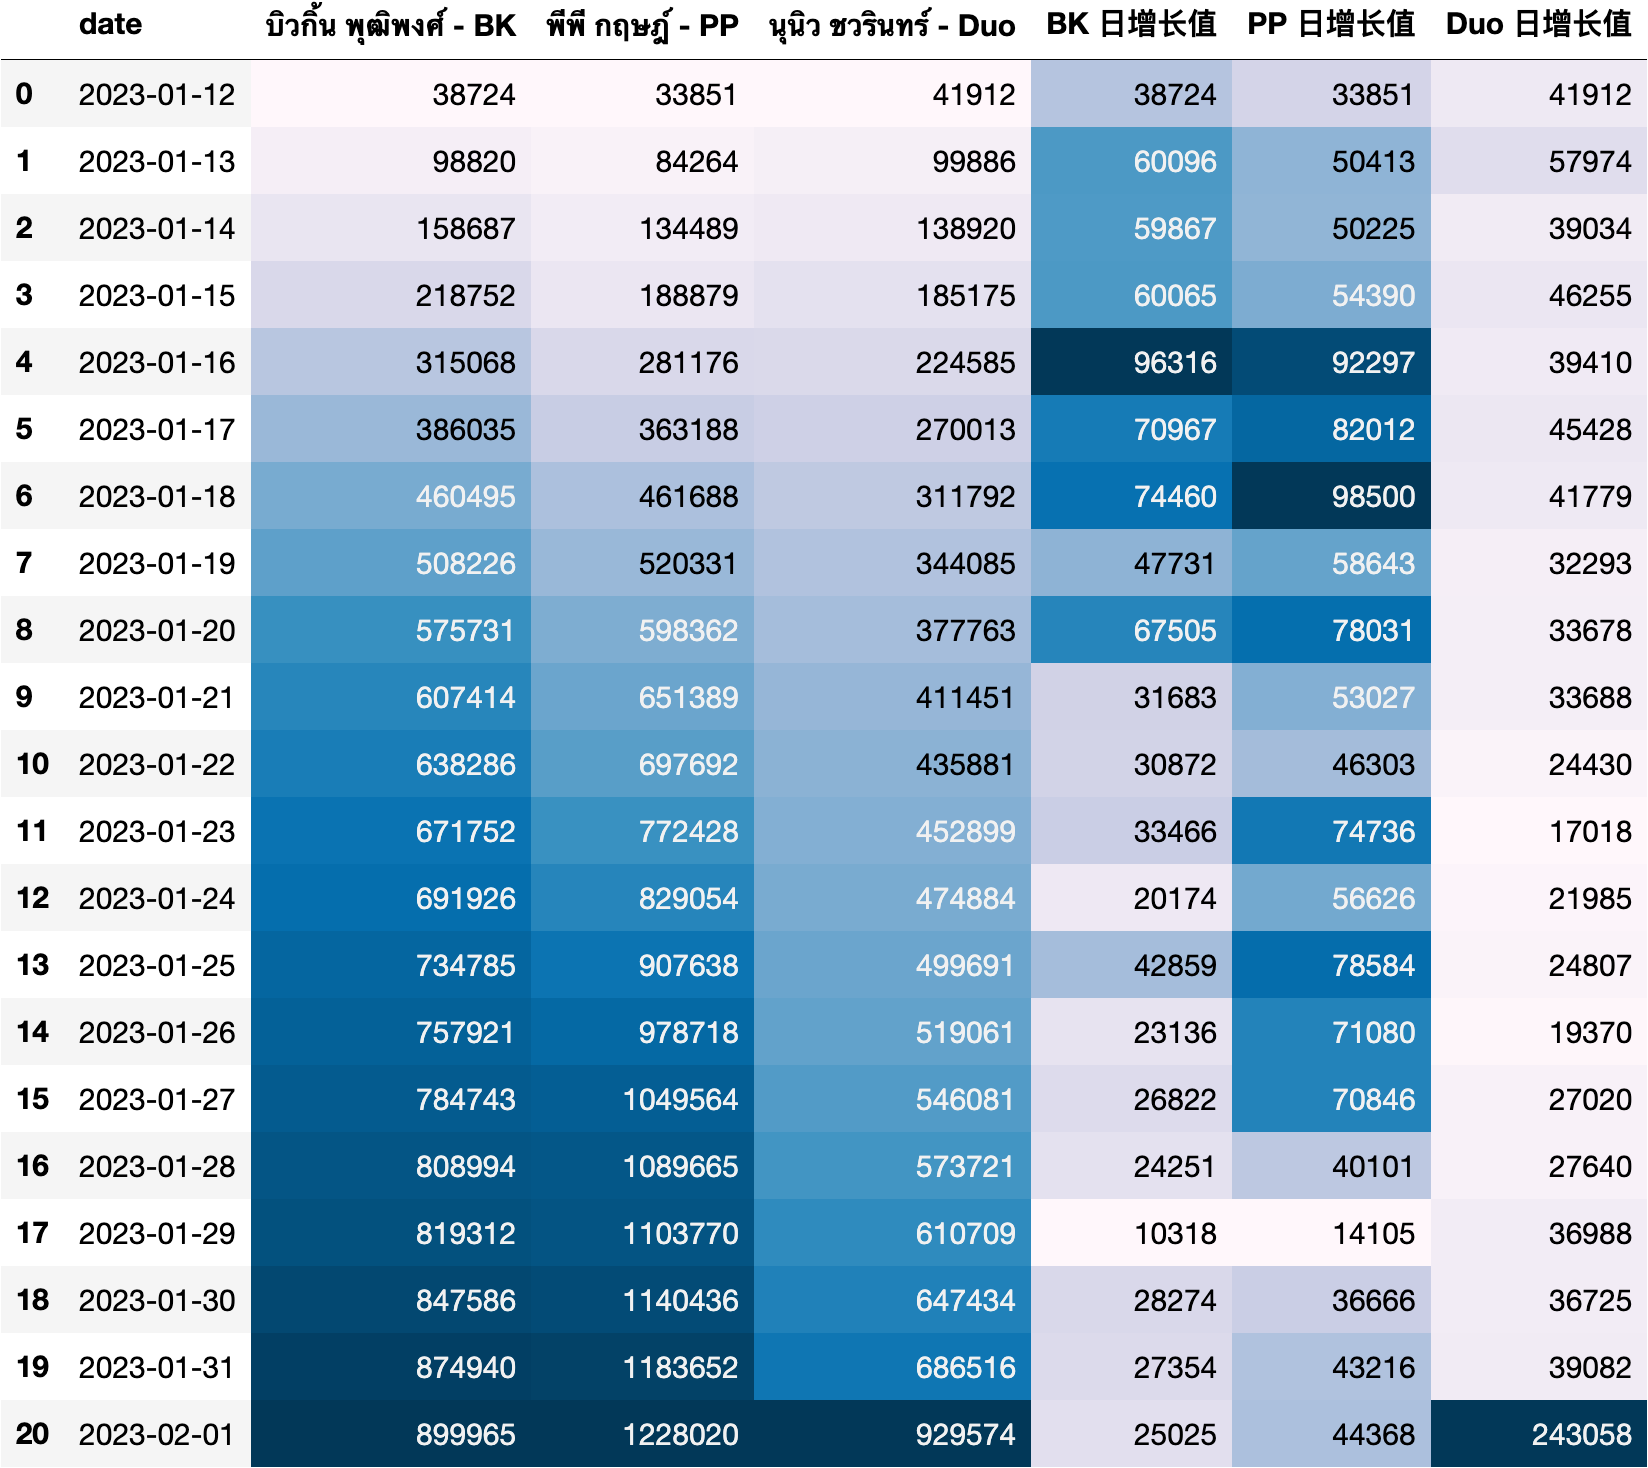 date บิวกิ้น พุฒิพงศ์ - BK พีพี กฤษฎ์ - PP นุนิว ชวรินทร์ - Duo BK 日增长值 PP 日增长值 Duo 日增长值
0 2023-01-12 38724 33851 41912 38724 33851 41912
1 2023-01-13 98820 84264 99886 60096 50413 57974
2 2023-01-14 158687 134489 138920 59867 50225 39034
3 2023-01-15 218752 188879 185175 60065 54390 46255
4 2023-01-16 315068 281176 224585 96316 92297 39410
5 2023-01-17 386035 363188 270013 70967 82012 45428
6 2023-01-18 460495 461688 311792 74460 98500 41779
7 2023-01-19 508226 520331 344085 47731 58643 32293
8 2023-01-20 575731 598362 377763 67505 78031 33678
9 2023-01-21 607414 651389 411451 31683 53027 33688
10 2023-01-22 638286 697692 435881 30872 46303 24430
11 2023-01-23 671752 772428 452899 33466 74736 17018
12 2023-01-24 691926 829054 474884 20174 56626 21985
13 2023-01-25 734785 907638 499691 42859 78584 24807
14 2023-01-26 757921 978718 519061 23136 71080 19370
15 2023-01-27 784743 1049564 546081 26822 70846 27020
16 2023-01-28 808994 1089665 573721 24251 40101 27640
17 2023-01-29 819312 1103770 610709 10318 14105 36988
18 2023-01-30 847586 1140436 647434 28274 36666 36725
19 2023-01-31 874940 1183652 686516 27354 43216 39082
20 2023-02-01 899965 1228020 929574 25025 44368 243058